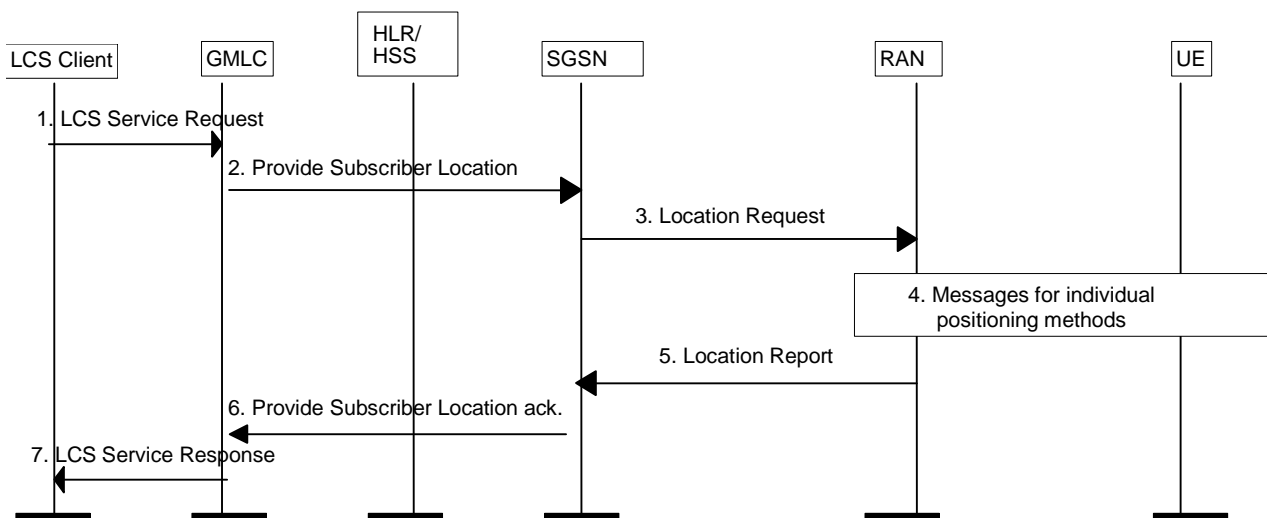 HLR/
HSS
LCS Client
GMLC
SGSN
RAN
UE
1. LCS Service Request
2. Provide Subscriber Location
3. Location Request
4. Messages for individual
positioning methods
5. Location Report
6. Provide Subscriber Location ack.
7. LCS Service Response